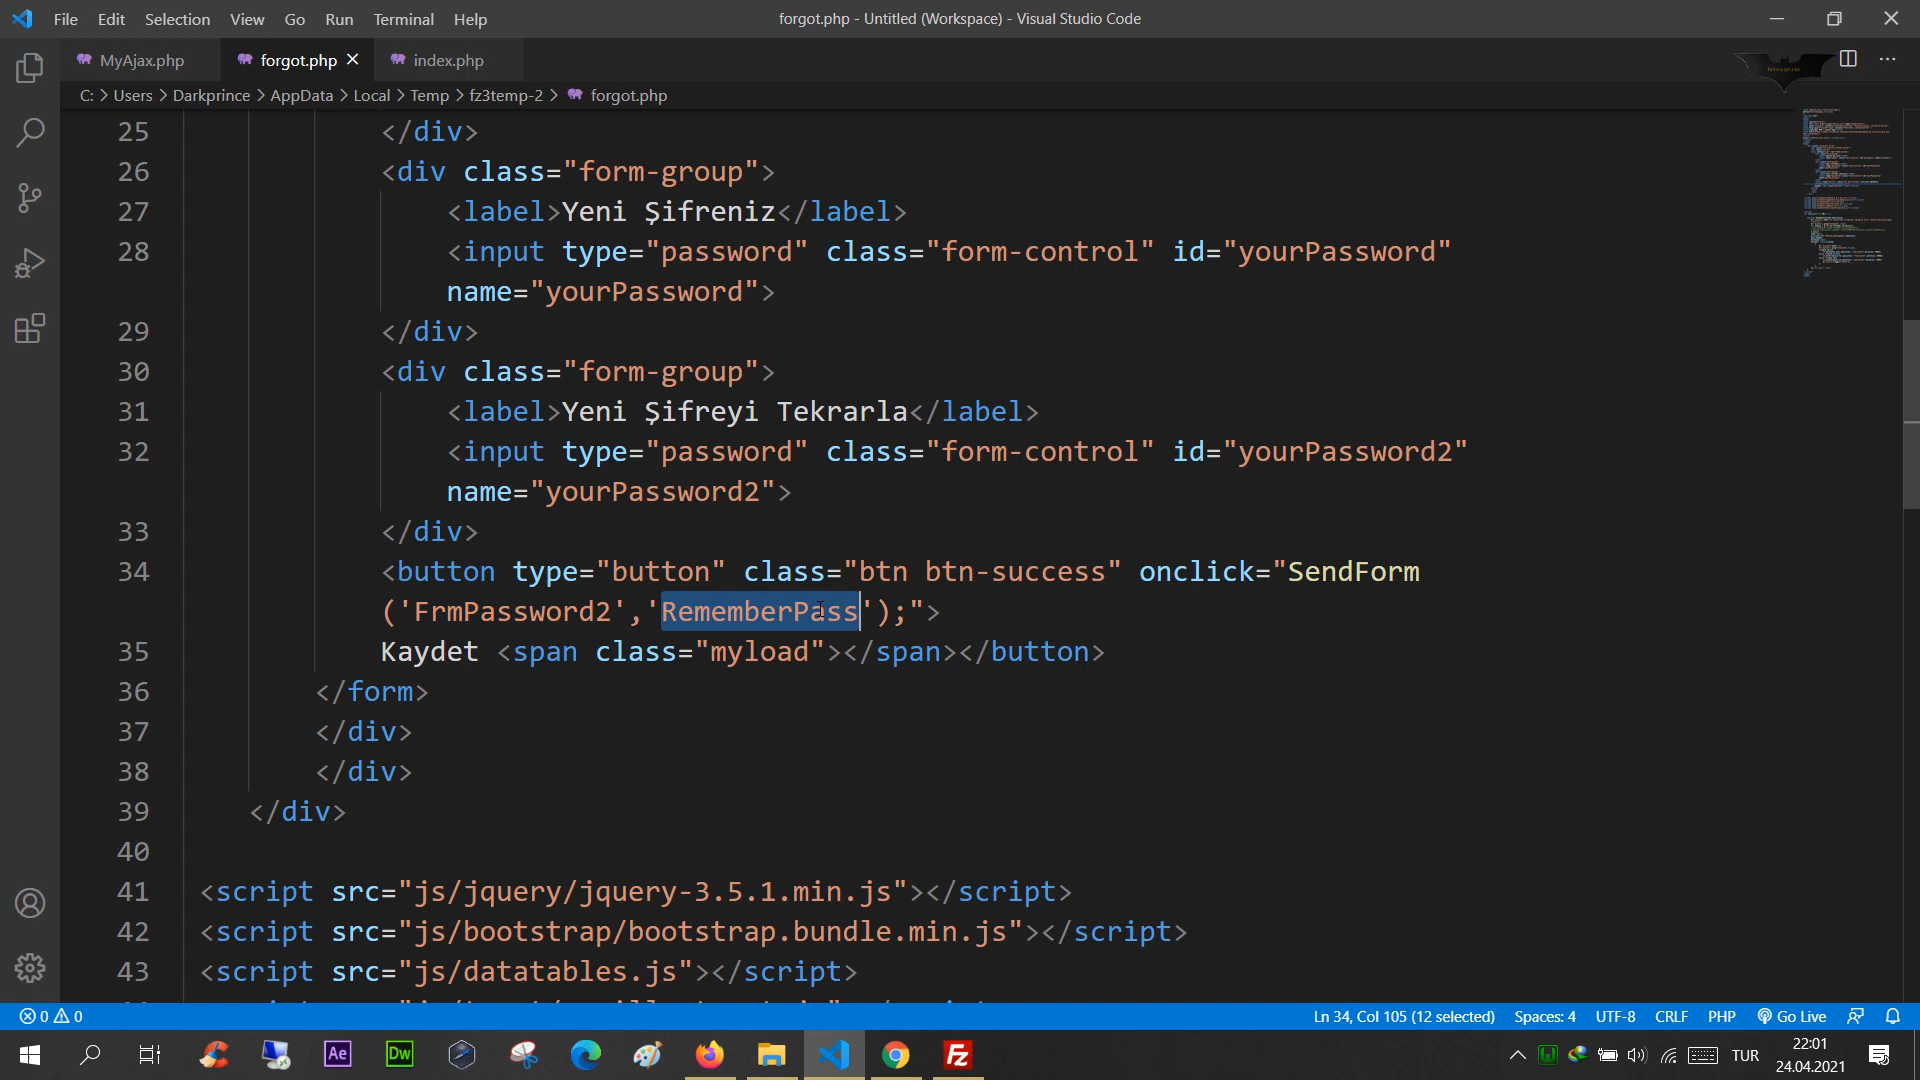 File Edit Selection View Go Run Terminal Help
forgot.php - Untitled (Workspace) - Visual Studio Code
MyAjax.php
forgot.php
index.php
C: > Users > Darkprince > AppData > Local > Temp > fz3temp-2 > forgot.php
25 </div>
26 <div class="form-group">
27 <label>Yeni Şifreniz</label>
28 <input type="password" class="form-control" id="yourPassword"
name="yourPassword">
29 </div>
30 <div class="form-group">
31 <label>Yeni Şifreyi Tekrarla</label>
32 <input type="password" class="form-control" id="yourPassword2"
name="yourPassword2">
33 </div>
34 <button type="button" class="btn btn-success" onclick="SendForm
('FrmPassword2','RememberPass');">
35 Kaydet <span class="myload"></span></button>
36 </form>
37 </div>
38 </div>
39 </div>
40
41 <script src="js/jquery/jquery-3.5.1.min.js"></script>
42 <script src="js/bootstrap/bootstrap.bundle.min.js"></script>
43 <script src="js/datatables.js"></script>
0 0
Ln 34, Col 105 (12 selected) Spaces: 4 UTF-8 CRLF PHP Go Live
Ae
Dw
Fz
TUR
22:01
24.04.2021